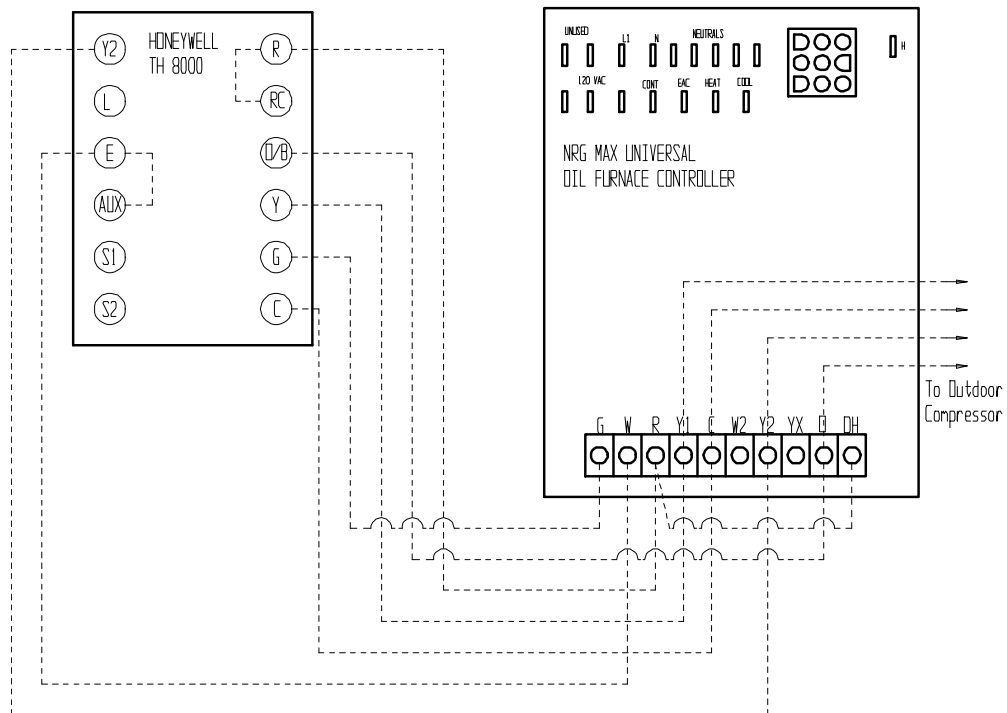 HONEYWELL
TH 8000
Y2
R
L
RC
E
O/B
AUX
Y
S1
G
S2
C
UNUSED
L1
N
NEUTRALS
H
120 VAC
CONT
EAC
HEAT
COOL
NRG MAX UNIVERSAL
OIL FURNACE CONTROLLER
To Outdoor
Compressor
G W R Y1 C W2 Y2 YX O DH